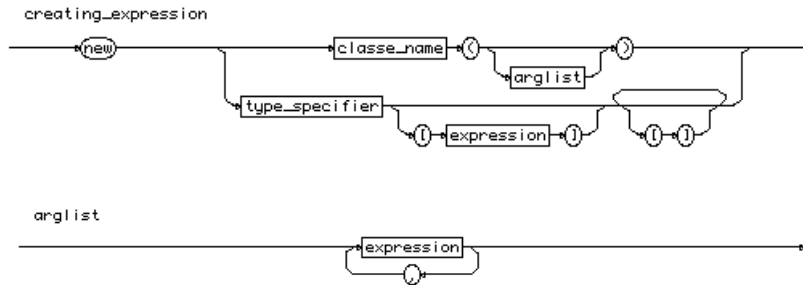 creating_expression
new classe_name ( )
arglist
type_specifier
[ expression ] [ ]
arglist
expression
,